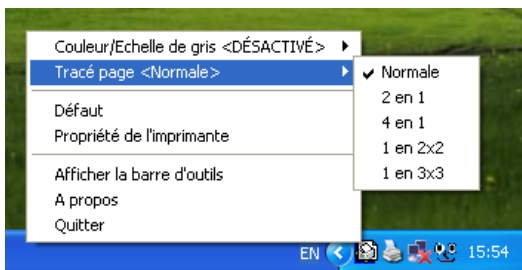 Couleur/Echelle de gris <DÉSACTIVÉ>
Tracé page <Normale>
Défaut
Propriété de l'imprimante
Afficher la barre d'outils
A propos
Quitter
Normale
2 en 1
4 en 1
1 en 2x2
1 en 3x3
EN
15:54